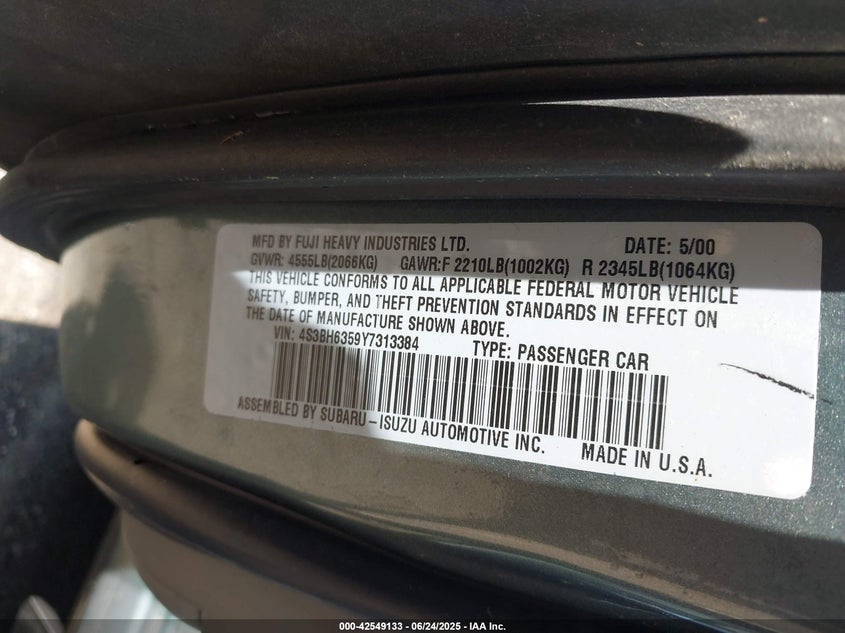 MFD BY FUJI HEAVY INDUSTRIES LTD. DATE: 5/00
GVWR: 4555LB(2066KG) GAWR:F 2210LB(1002KG) R 2345LB(1064KG)
THIS VEHICLE CONFORMS TO ALL APPLICABLE FEDERAL MOTOR VEHICLE
SAFETY, BUMPER, AND THEFT PREVENTION STANDARDS IN EFFECT ON
THE DATE OF MANUFACTURE SHOWN ABOVE.
VIN: 4S3BH6359Y7313384 TYPE: PASSENGER CAR
ASSEMBLED BY SUBARU-ISUZU AUTOMOTIVE INC. MADE IN U.S.A.
000-42549133 - 06/24/2025 - IAA Inc.